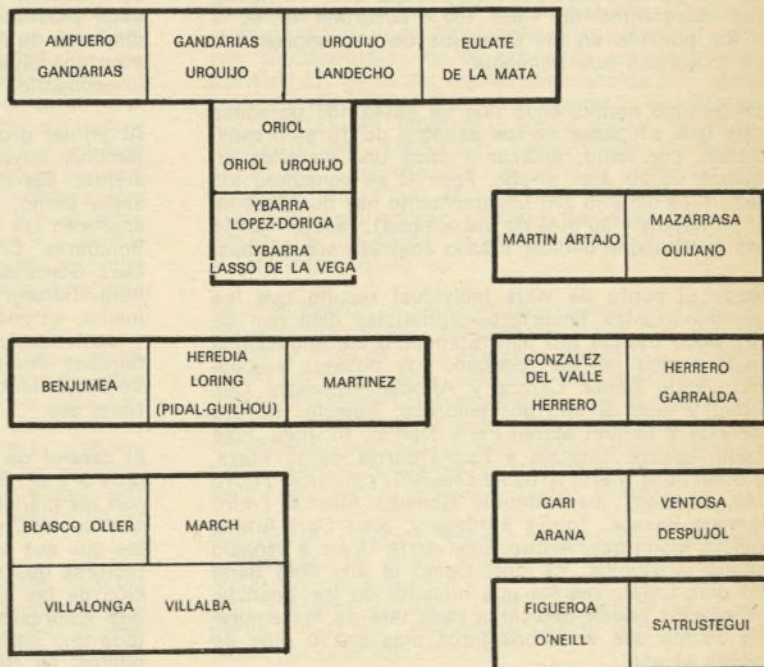 AMPUERO
GANDARIAS
GANDARIAS
URQUIJO
URQUIJO
LANDECHO
EULATE
DE LA MATA
ORIOL
ORIOL URQUIJO
YBARRA
LOPEZ-DORIGA
YBARRA
LASSO DE LA VEGA
MARTIN ARTAJO
MAZARRASA
QUIJANO
BENJUMEA
HEREDIA
LORING
(PIDAL-GUILHOU)
MARTINEZ
GONZALEZ
DEL VALLE
HERRERO
HERRERO
GARRALDA
BLASCO OLLER
MARCH
VILLALONGA VILLALBA
GARI
ARANA
VENTOSA
DESPUJOL
FIGUEROA
O'NEILL
SATRUSTEGUI